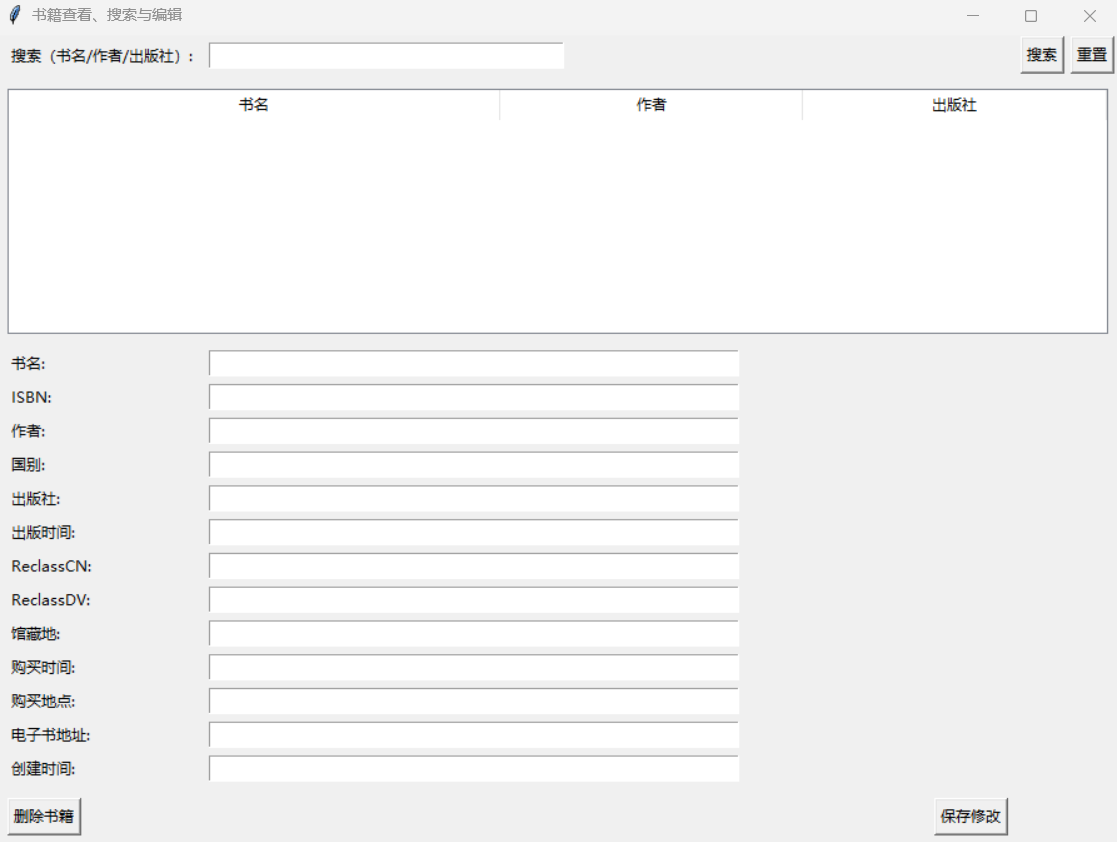 书籍查看、搜索与编辑
搜索（书名/作者/出版社）: 搜索 重置
书名 作者 出版社
书名:
ISBN:
作者:
国别:
出版社:
出版时间:
ReclassCN:
ReclassDV:
馆藏地:
购买时间:
购买地点:
电子书地址:
创建时间:
删除书籍 保存修改